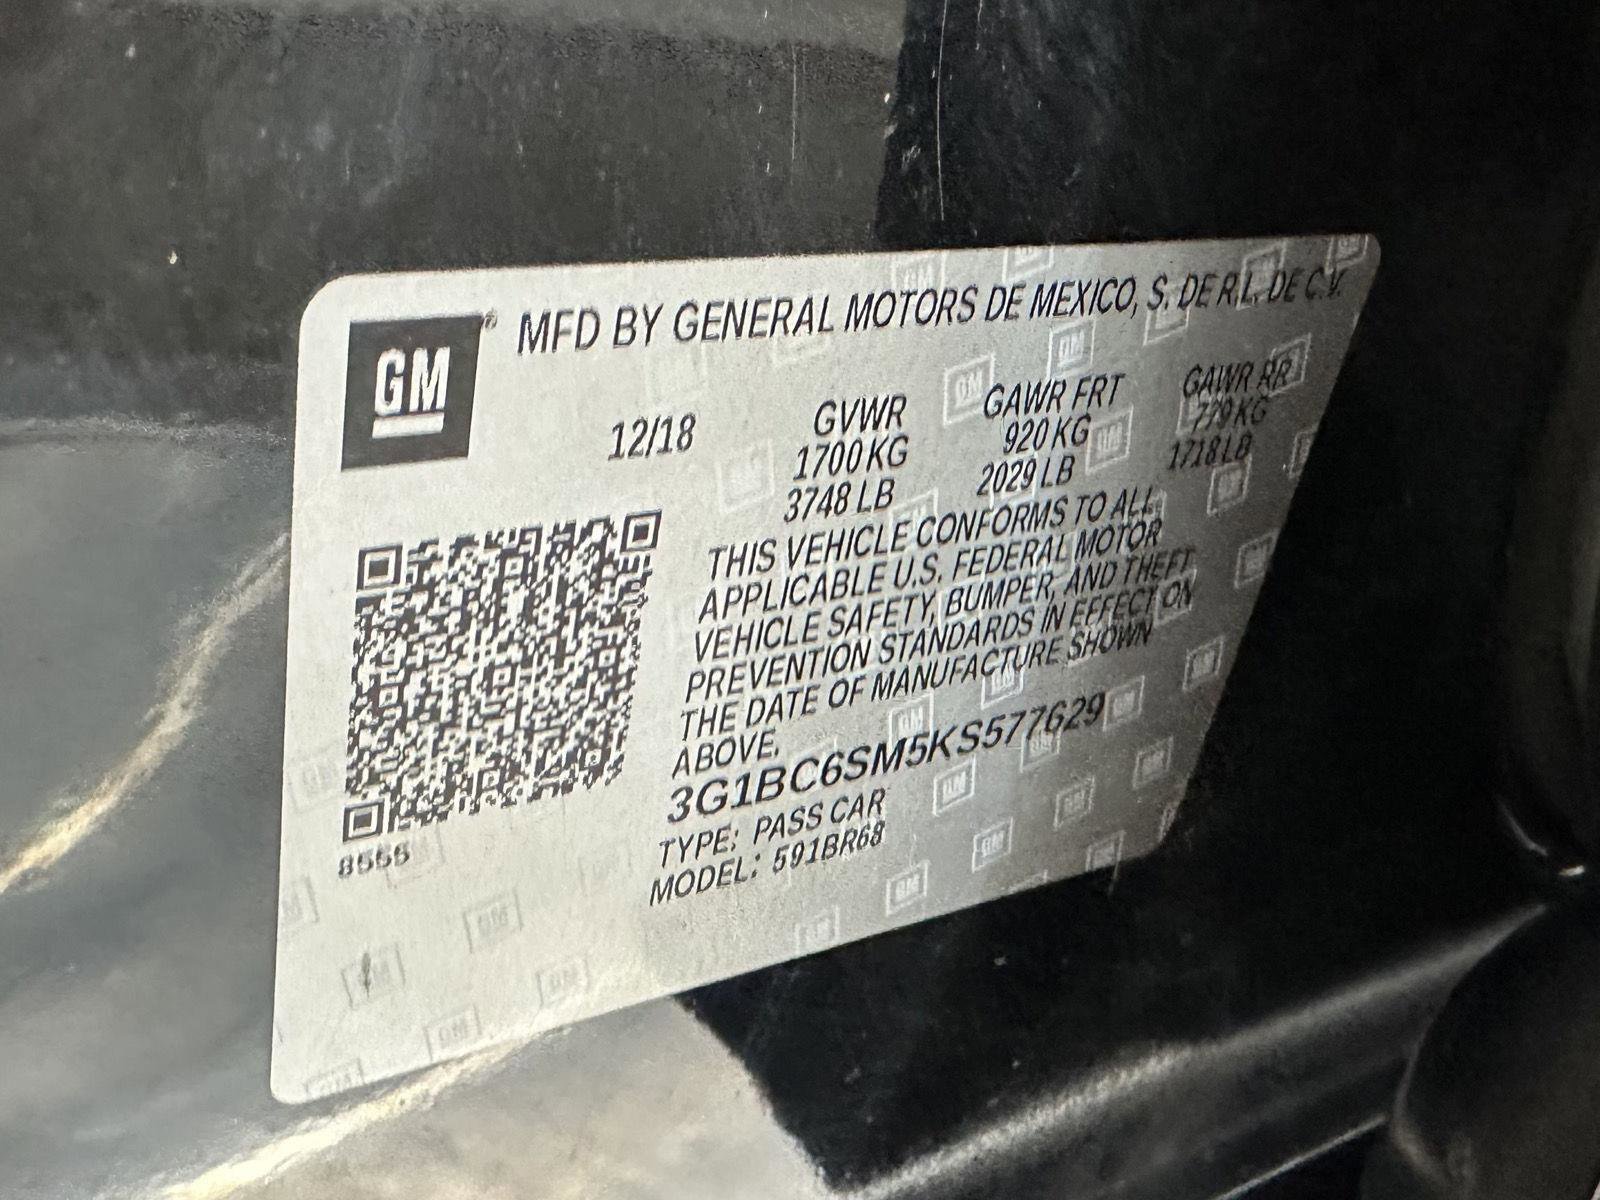 GM
MFD BY GENERAL MOTORS DE MEXICO, S. DE R.L. DE C.V.
12/18
GVWR
1700 KG
3748 LB
GAWR FRT
920 KG
2029 LB
GAWR RR
779 KG
1718 LB
THIS VEHICLE CONFORMS TO ALL
APPLICABLE U.S. FEDERAL MOTOR
VEHICLE SAFETY, BUMPER, AND THEFT
PREVENTION STANDARDS IN EFFECT ON
THE DATE OF MANUFACTURE SHOWN
ABOVE.
3G1BC6SM5KS577629
TYPE: PASS CAR
MODEL: 591BR68